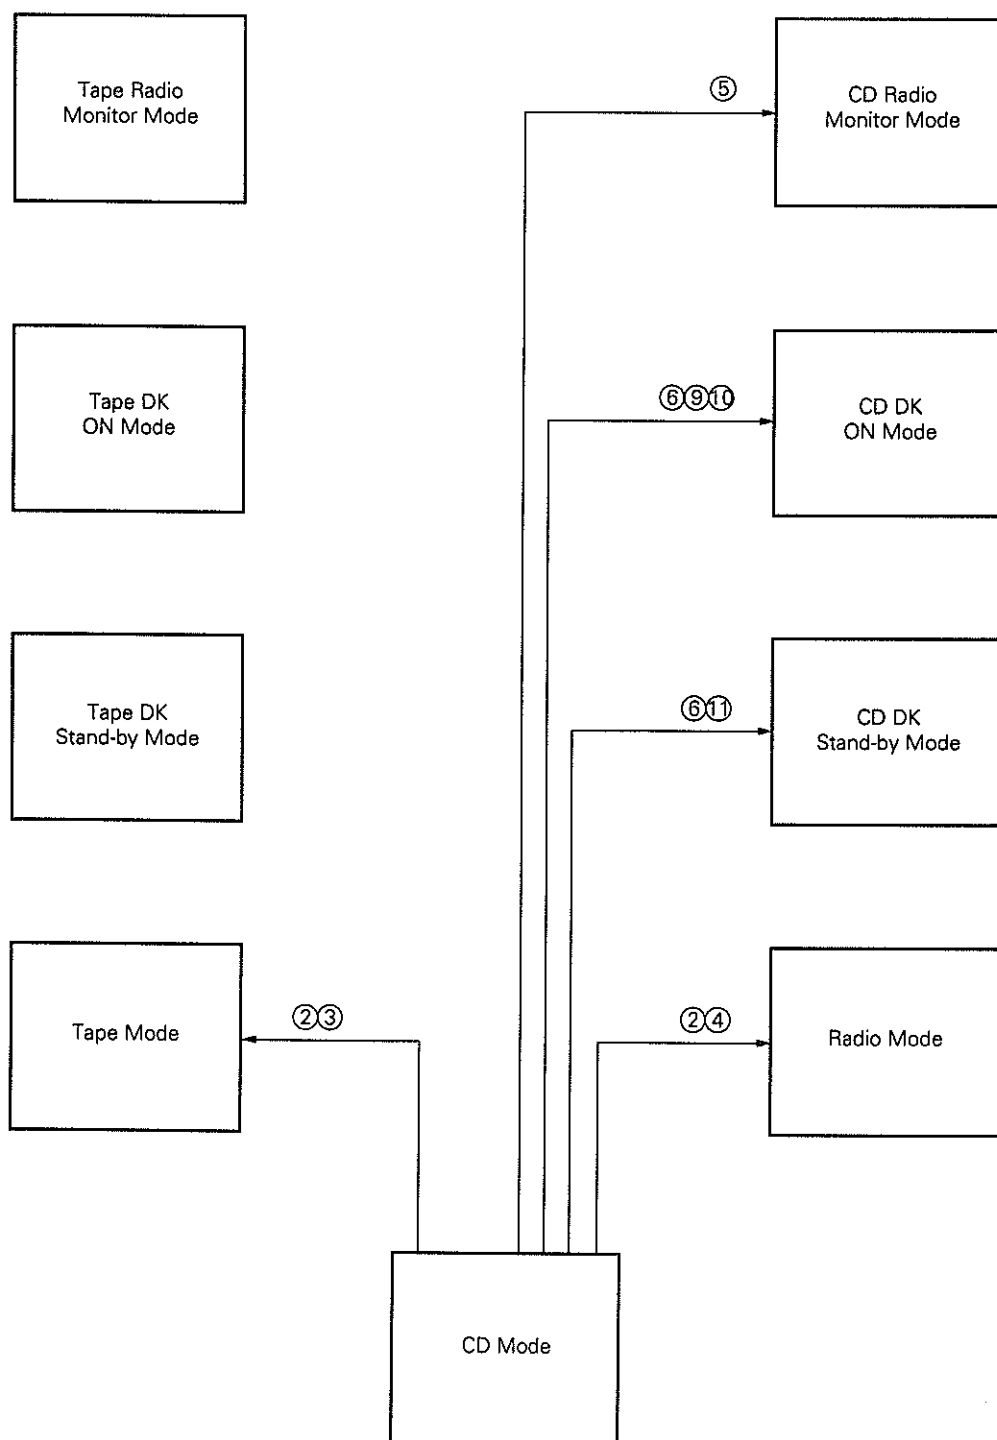 Tape Radio
Monitor Mode
⑤
CD Radio
Monitor Mode
Tape DK
ON Mode
⑥⑨⑩
CD DK
ON Mode
Tape DK
Stand-by Mode
⑥⑪
CD DK
Stand-by Mode
Tape Mode
②③
②④
Radio Mode
CD Mode